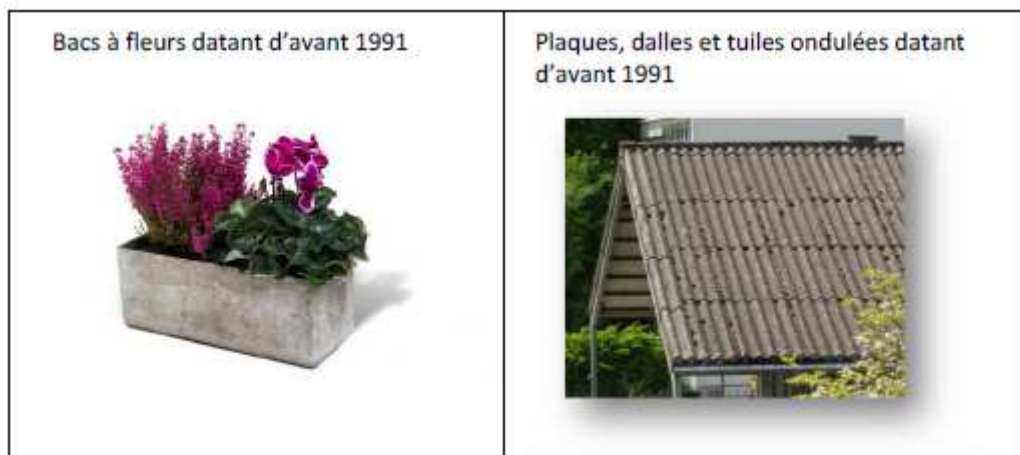 Bacs à fleurs datant d'avant 1991
Plaques, dalles et tuiles ondulées datant
d'avant 1991